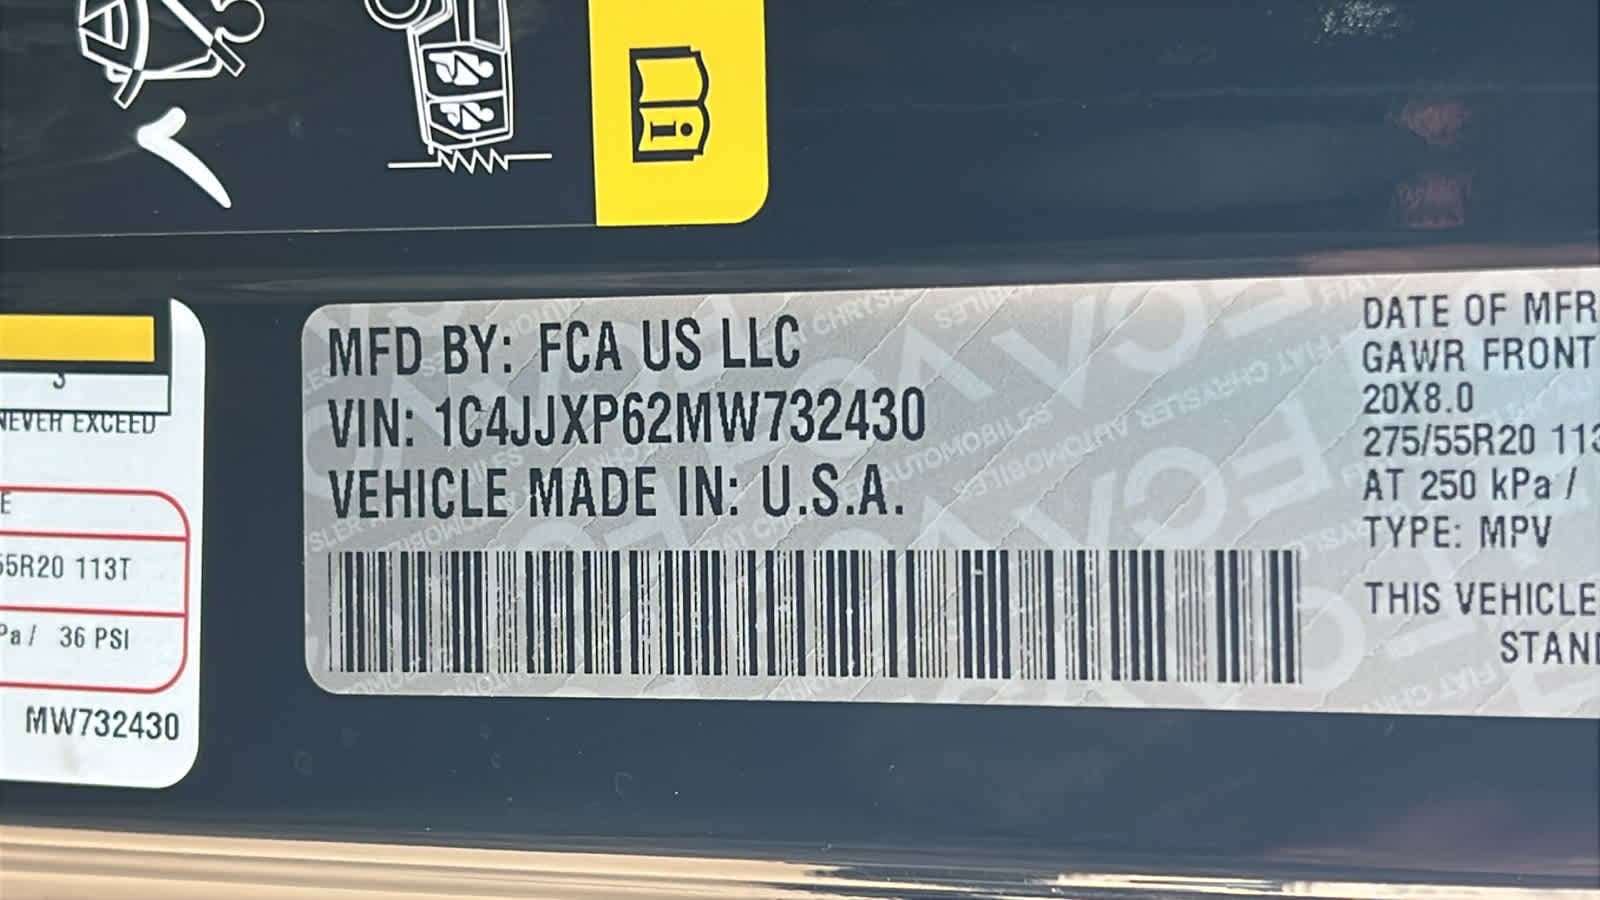 MFD BY: FCA US LLC
VIN: 1C4JJXP62MW732430
VEHICLE MADE IN: U.S.A.
DATE OF MFR
GAWR FRONT
20X8.0
275/55R20 113
AT 250 kPa /
TYPE: MPV
THIS VEHICLE
STAND
NEVER EXCEED
E
55R20 113T
Pa / 36 PSI
MW732430